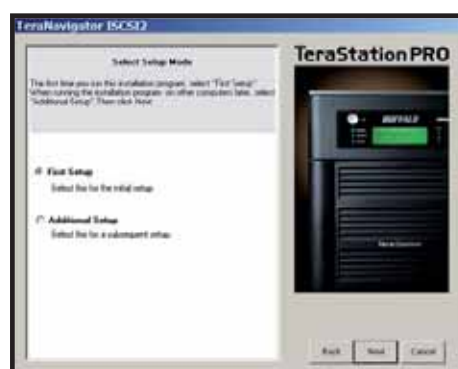 TeraNavigator ISCSI2
Select Setup Mode
The first time you run this installation program, select "First Setup"
When running the installation program on other computers later, select
"Additional Setup". Then click Next
First Setup
Select this for the initial setup
Additional Setup
Select this for a subsequent setup
TeraStation PRO
BUFFALO
TeraStation
Back
Next
Cancel